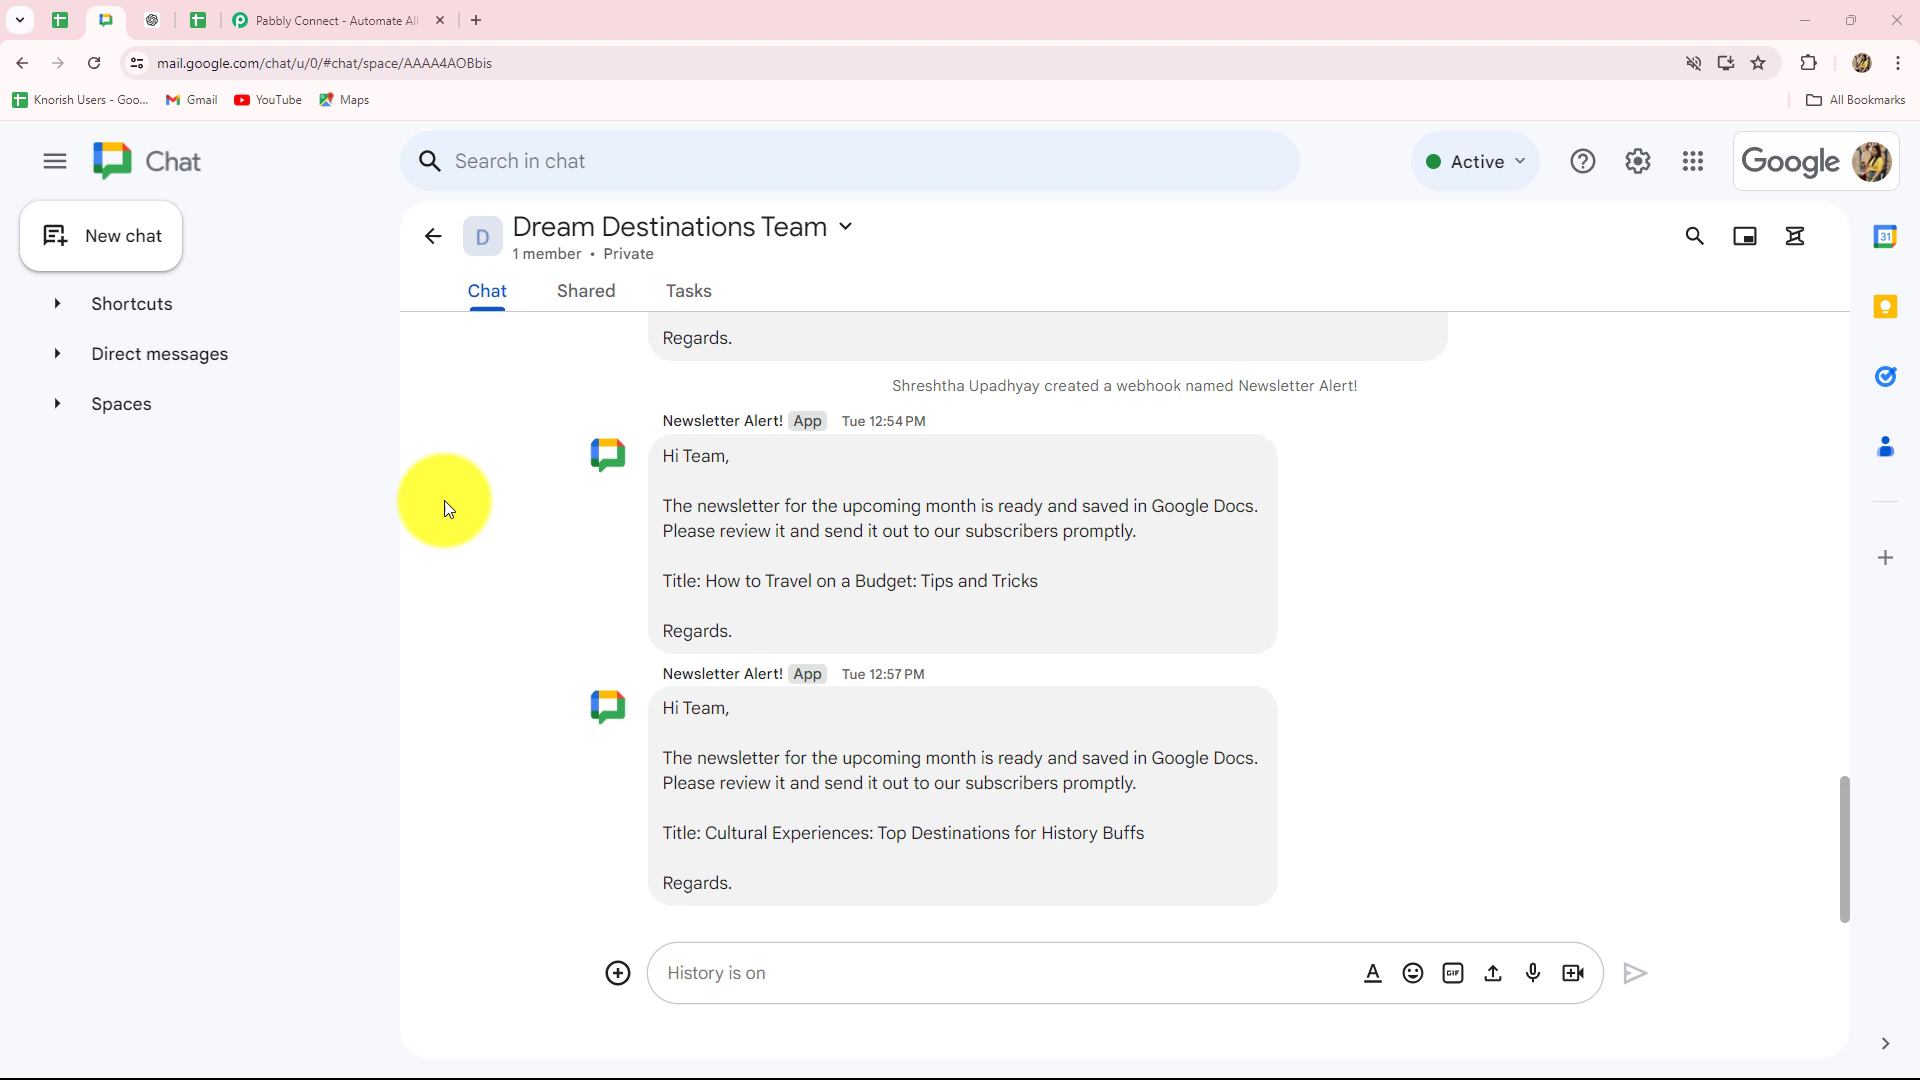 Pabbly Connect - Automate Al
mail.google.com/chat/u/0/#chat/space/AAAA4AOBbis
Knorish Users - Goo...
Gmail
YouTube
Maps
All Bookmarks
Chat
Search in chat
Active
Google
New chat
Shortcuts
Direct messages
Spaces
D
Dream Destinations Team
1 member • Private
Chat
Shared
Tasks
31
Regards.
Shreshtha Upadhyay created a webhook named Newsletter Alert!
Newsletter Alert! App Tue 12:54 PM
Hi Team,
The newsletter for the upcoming month is ready and saved in Google Docs.
Please review it and send it out to our subscribers promptly.
Title: How to Travel on a Budget: Tips and Tricks
Regards.
Newsletter Alert! App Tue 12:57 PM
Hi Team,
The newsletter for the upcoming month is ready and saved in Google Docs.
Please review it and send it out to our subscribers promptly.
Title: Cultural Experiences: Top Destinations for History Buffs
Regards.
History is on
GIF